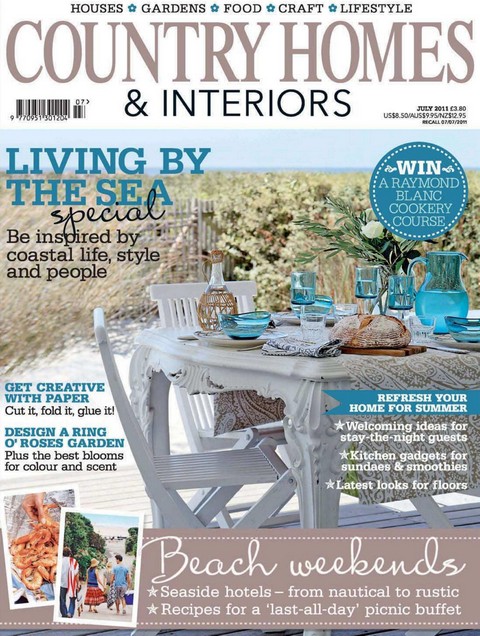 HOUSES ✿ GARDENS ✿ FOOD ✿ CRAFT ✿ LIFESTYLE
COUNTRY HOMES
& INTERIORS
07
9 770951 301204
JULY 2011 £3.80
US$8.50/AUS$9.95/NZ$12.95
RECALL 07/07/2011
LIVING BY
THE SEA
special
Be inspired by
coastal life, style
and people
WIN
A RAYMOND
BLANC
COOKERY
COURSE
GET CREATIVE
WITH PAPER
Cut it, fold it, glue it!
DESIGN A RING
O' ROSES GARDEN
Plus the best blooms
for colour and scent
REFRESH YOUR
HOME FOR SUMMER
★Welcoming ideas for
stay-the-night guests
★Kitchen gadgets for
sundaes & smoothies
★Latest looks for floors
Beach weekends
★Seaside hotels – from nautical to rustic
★Recipes for a 'last-all-day' picnic buffet